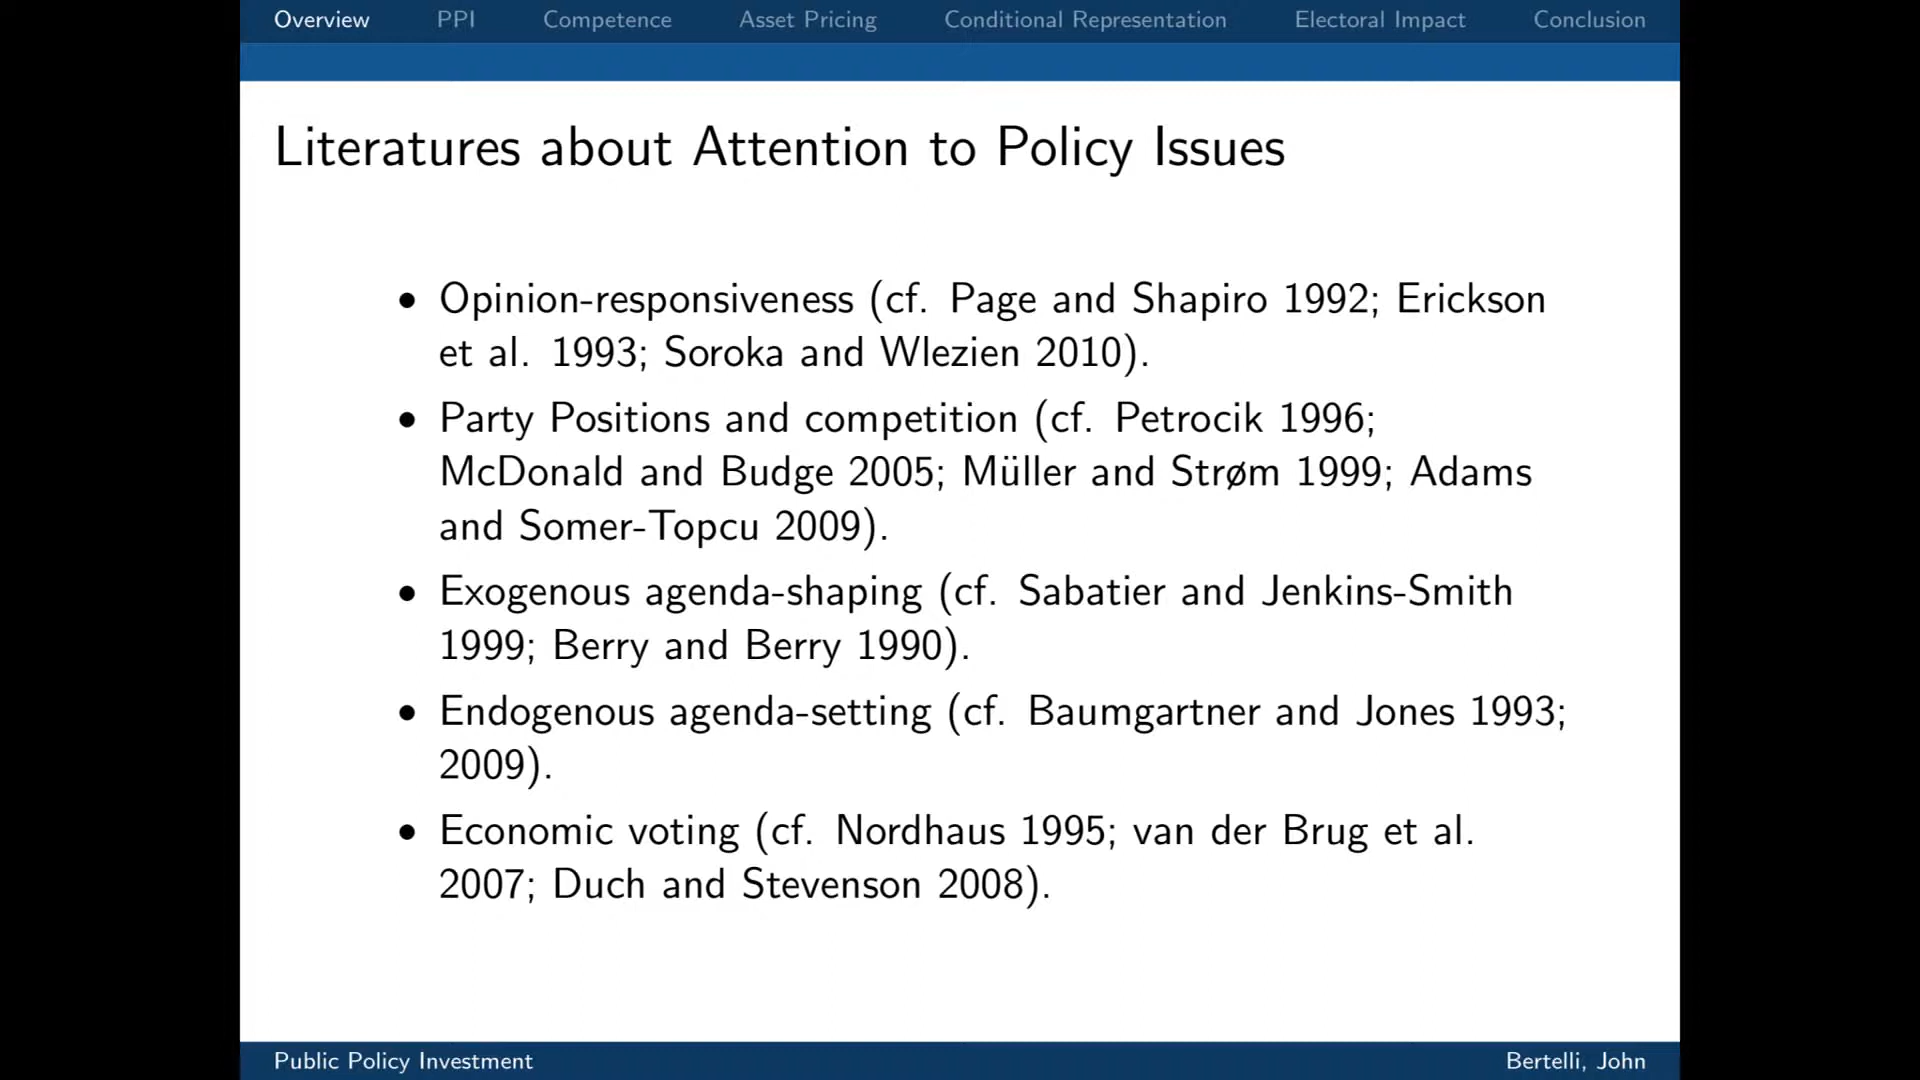 Overview PPI Competence Asset Pricing Conditional Representation Electoral Impact Conclusion
Literatures about Attention to Policy Issues
• Opinion-responsiveness (cf. Page and Shapiro 1992; Erickson
et al. 1993; Soroka and Wlezien 2010).
• Party Positions and competition (cf. Petrocik 1996;
McDonald and Budge 2005; Müller and Strøm 1999; Adams
and Somer-Topcu 2009).
• Exogenous agenda-shaping (cf. Sabatier and Jenkins-Smith
1999; Berry and Berry 1990).
• Endogenous agenda-setting (cf. Baumgartner and Jones 1993;
2009).
• Economic voting (cf. Nordhaus 1995; van der Brug et al.
2007; Duch and Stevenson 2008).
Public Policy Investment Bertelli, John